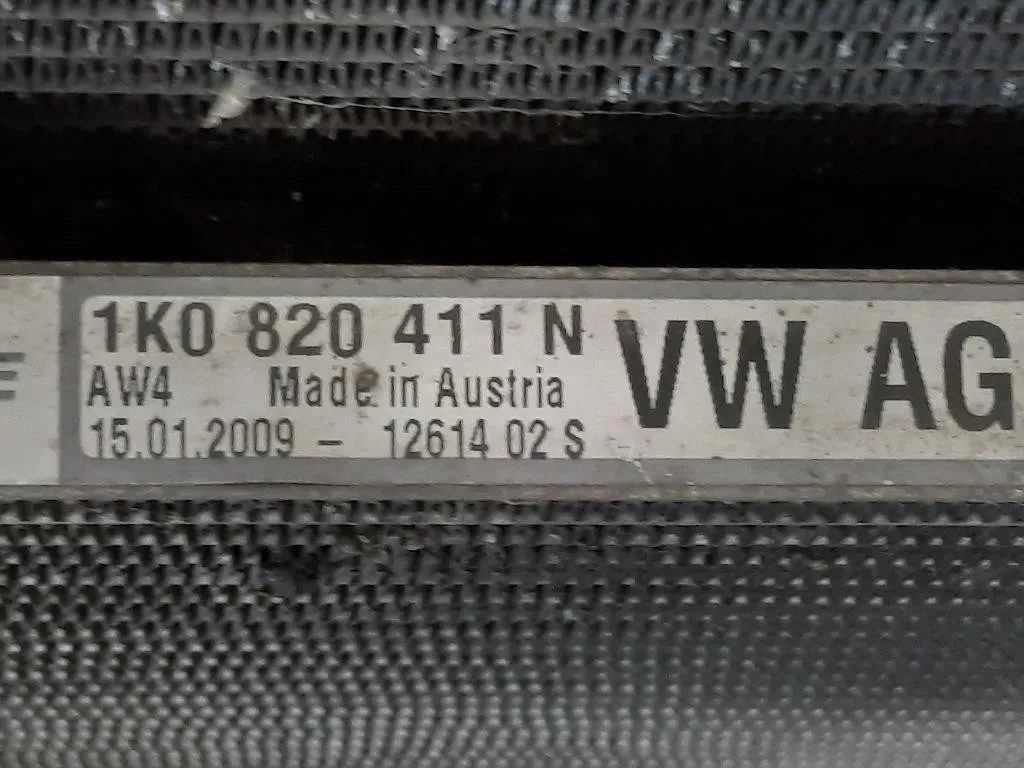 1K0 820 411 N
AW4 Made in Austria
15.01.2009 - 12614 02 S
VW AG